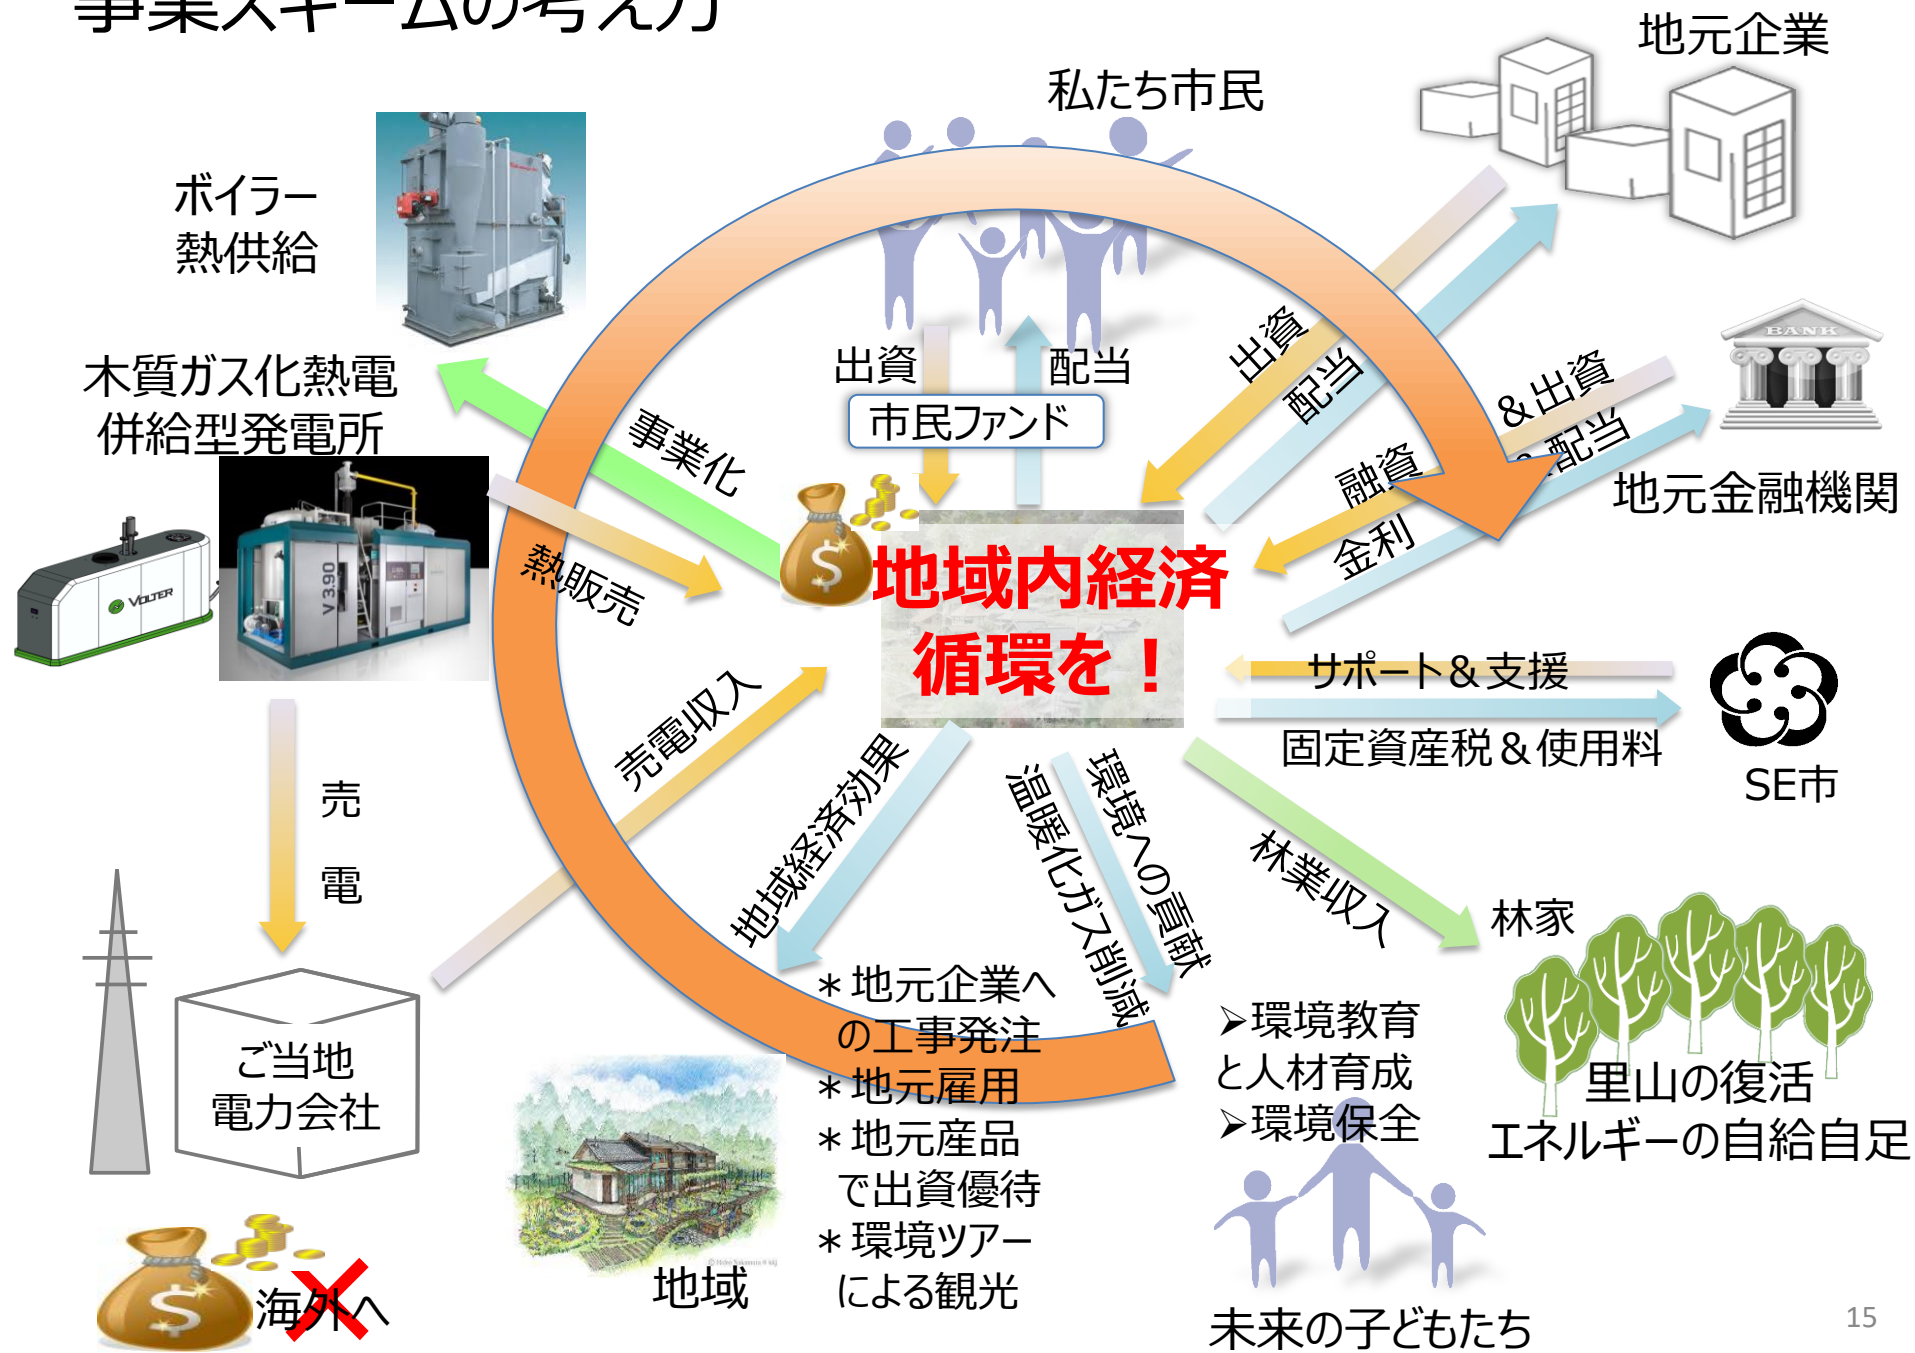 事業スキームの考え方
地元企業
私たち市民
ボイラー
熱供給
BANK
出資
配当
出資
配当
&出資
&配当
市民ファンド
木質ガス化熱電
併給型発電所
事業化
融資
金利
地元金融機関
V3.90
VOLTER
熱販売
地域内経済
循環を！
サポート&支援
固定資産税&使用料
SE市
売電収入
売
電
地域経済効果
環境への貢献
温暖化ガス削減
林業収入
林家
ご当地
電力会社
＊地元企業へ
の工事発注
＊地元雇用
＊地元産品
で出資優待
＊環境ツアー
による観光
➢環境教育
と人材育成
➢環境保全
里山の復活
エネルギーの自給自足
海外へ
地域
未来の子どもたち
15